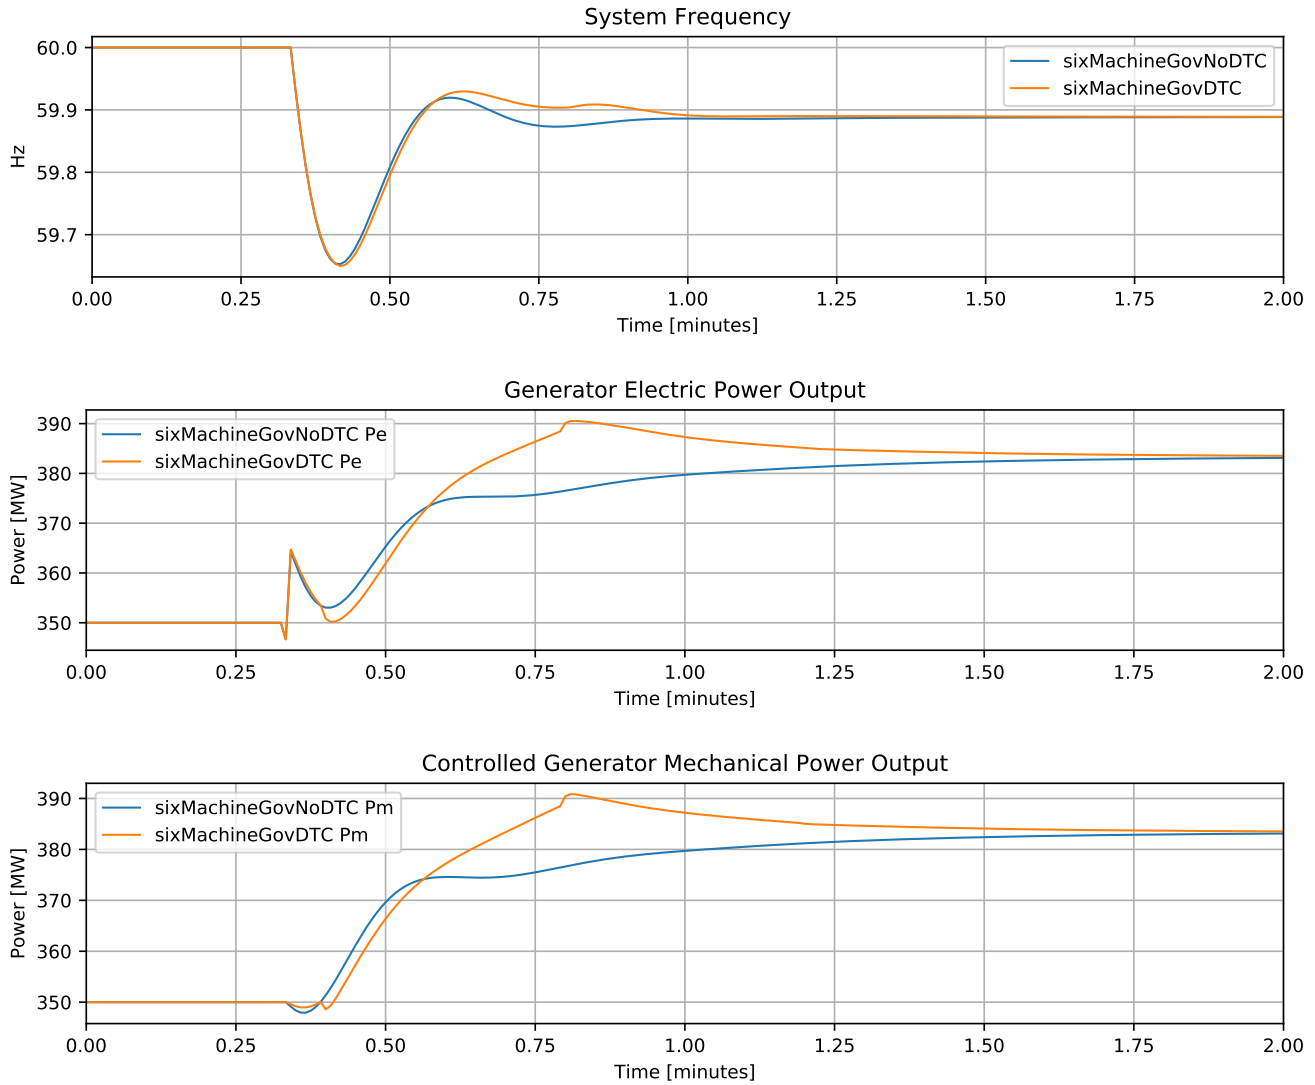 System Frequency
60.0
59.9
59.8
59.7
Hz
sixMachineGovNoDTC
sixMachineGovDTC
0.00 0.25 0.50 0.75 1.00 1.25 1.50 1.75 2.00
Time [minutes]
Generator Electric Power Output
390
380
370
360
350
Power [MW]
sixMachineGovNoDTC Pe
sixMachineGovDTC Pe
0.00 0.25 0.50 0.75 1.00 1.25 1.50 1.75 2.00
Time [minutes]
Controlled Generator Mechanical Power Output
390
380
370
360
350
Power [MW]
sixMachineGovNoDTC Pm
sixMachineGovDTC Pm
0.00 0.25 0.50 0.75 1.00 1.25 1.50 1.75 2.00
Time [minutes]